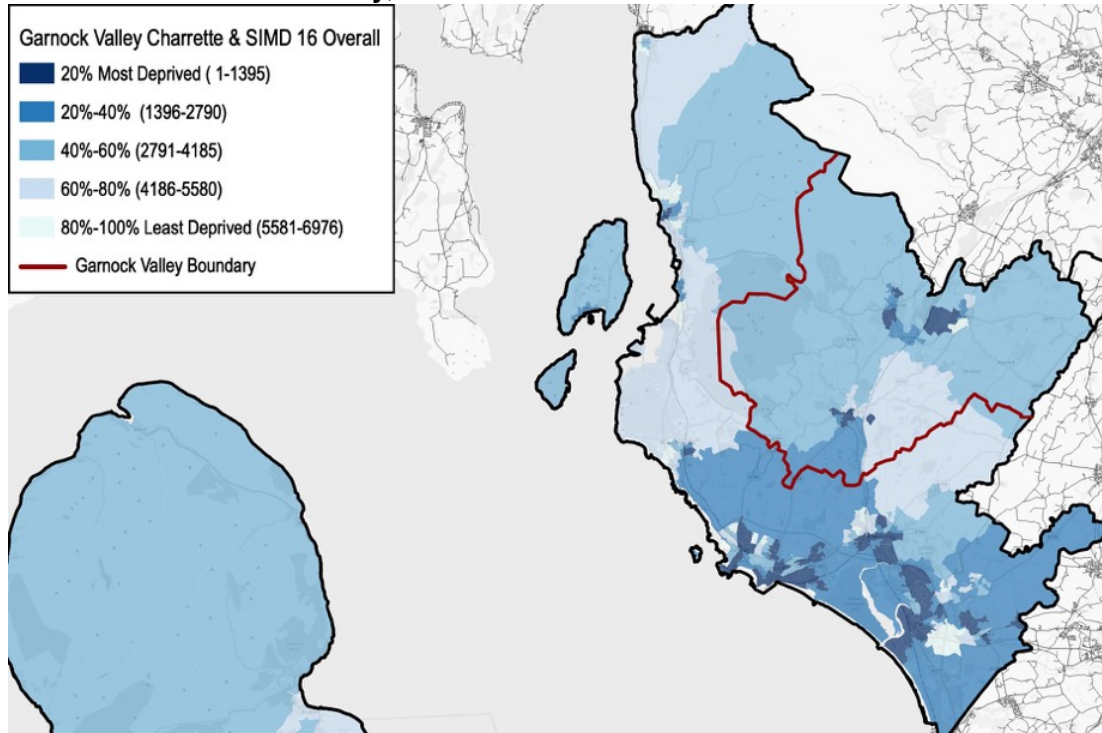 Garnock Valley Charrette & SIMD 16 Overall
20% Most Deprived ( 1-1395)
20%-40% (1396-2790)
40%-60% (2791-4185)
60%-80% (4186-5580)
80%-100% Least Deprived (5581-6976)
Garnock Valley Boundary